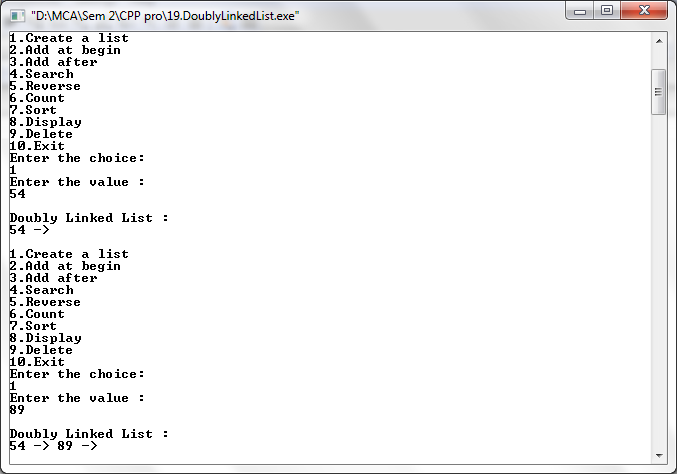 "D:\MCA\Sem 2\CPP pro\19.DoublyLinkedList.exe"
1.Create a list
2.Add at begin
3.Add after
4.Search
5.Reverse
6.Count
7.Sort
8.Display
9.Delete
10.Exit
Enter the choice:
1
Enter the value :
54
Doubly Linked List :
54 ->
1.Create a list
2.Add at begin
3.Add after
4.Search
5.Reverse
6.Count
7.Sort
8.Display
9.Delete
10.Exit
Enter the choice:
1
Enter the value :
89
Doubly Linked List :
54 -> 89 ->